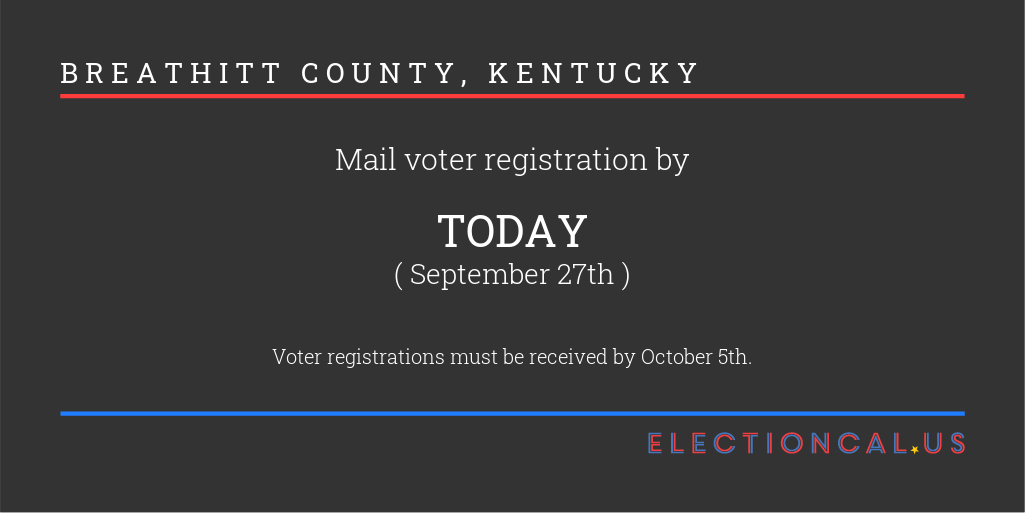 BREATHITT COUNTY, KENTUCKY
Mail voter registration by
TODAY
( September 27th )
Voter registrations must be received by October 5th.
ELECTIONCAL.US